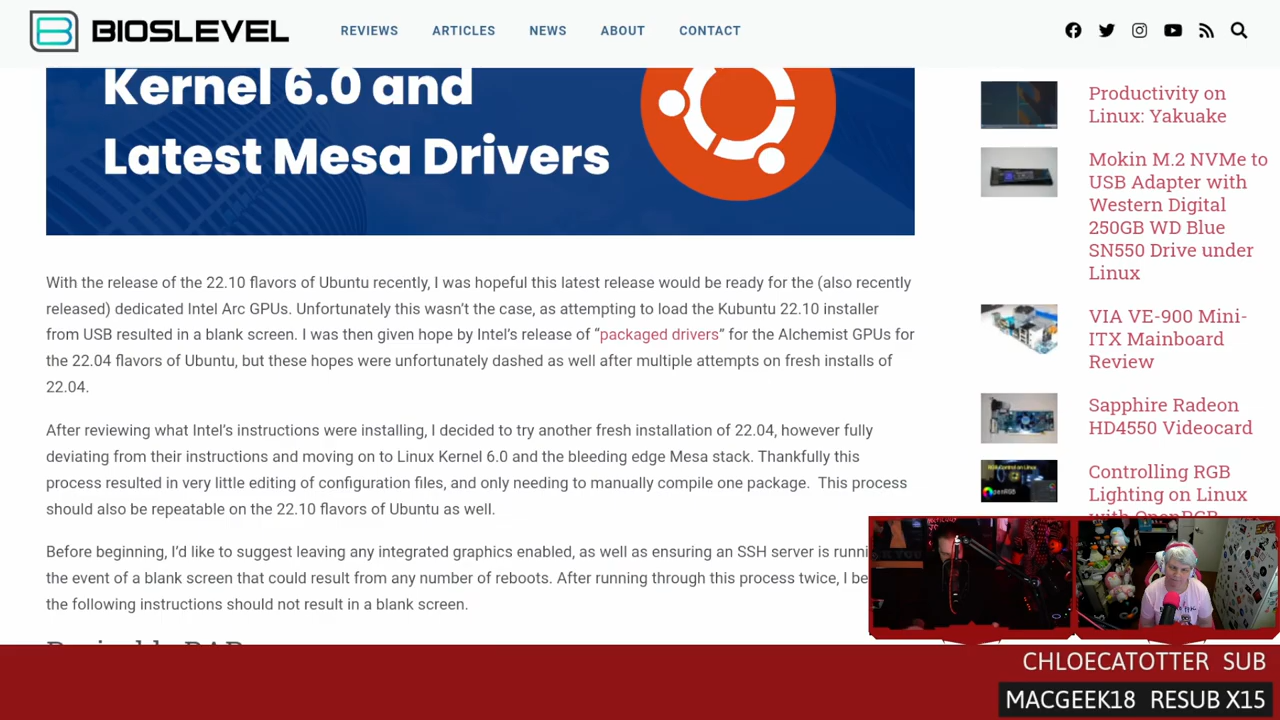 BIOSLEVEL
REVIEWS ARTICLES NEWS ABOUT CONTACT
Kernel 6.0 and
Latest Mesa Drivers
With the release of the 22.10 flavors of Ubuntu recently, I was hopeful this latest release would be ready for the (also recently
released) dedicated Intel Arc GPUs. Unfortunately this wasn’t the case, as attempting to load the Kubuntu 22.10 installer
from USB resulted in a blank screen. I was then given hope by Intel’s release of “packaged drivers“ for the Alchemist GPUs for
the 22.04 flavors of Ubuntu, but these hopes were unfortunately dashed as well after multiple attempts on fresh installs of
22.04.
After reviewing what Intel’s instructions were installing, I decided to try another fresh installation of 22.04, however fully
deviating from their instructions and moving on to Linux Kernel 6.0 and the bleeding edge Mesa stack. Thankfully this
process resulted in very little editing of configuration files, and only needing to manually compile one package.  This process
should also be repeatable on the 22.10 flavors of Ubuntu as well.
Before beginning, I’d like to suggest leaving any integrated graphics enabled, as well as ensuring an SSH server is runni
the event of a blank screen that could result from any number of reboots. After running through this process twice, I be
the following instructions should not result in a blank screen.
Productivity on
Linux: Yakuake
Mokin M.2 NVMe to
USB Adapter with
Western Digital
250GB WD Blue
SN550 Drive under
Linux
VIA VE-900 Mini-
ITX Mainboard
Review
Sapphire Radeon
HD4550 Videocard
Controlling RGB
Lighting on Linux
with OpenRGB
CHLOECATOTTER SUB
MACGEEK18 RESUB X15